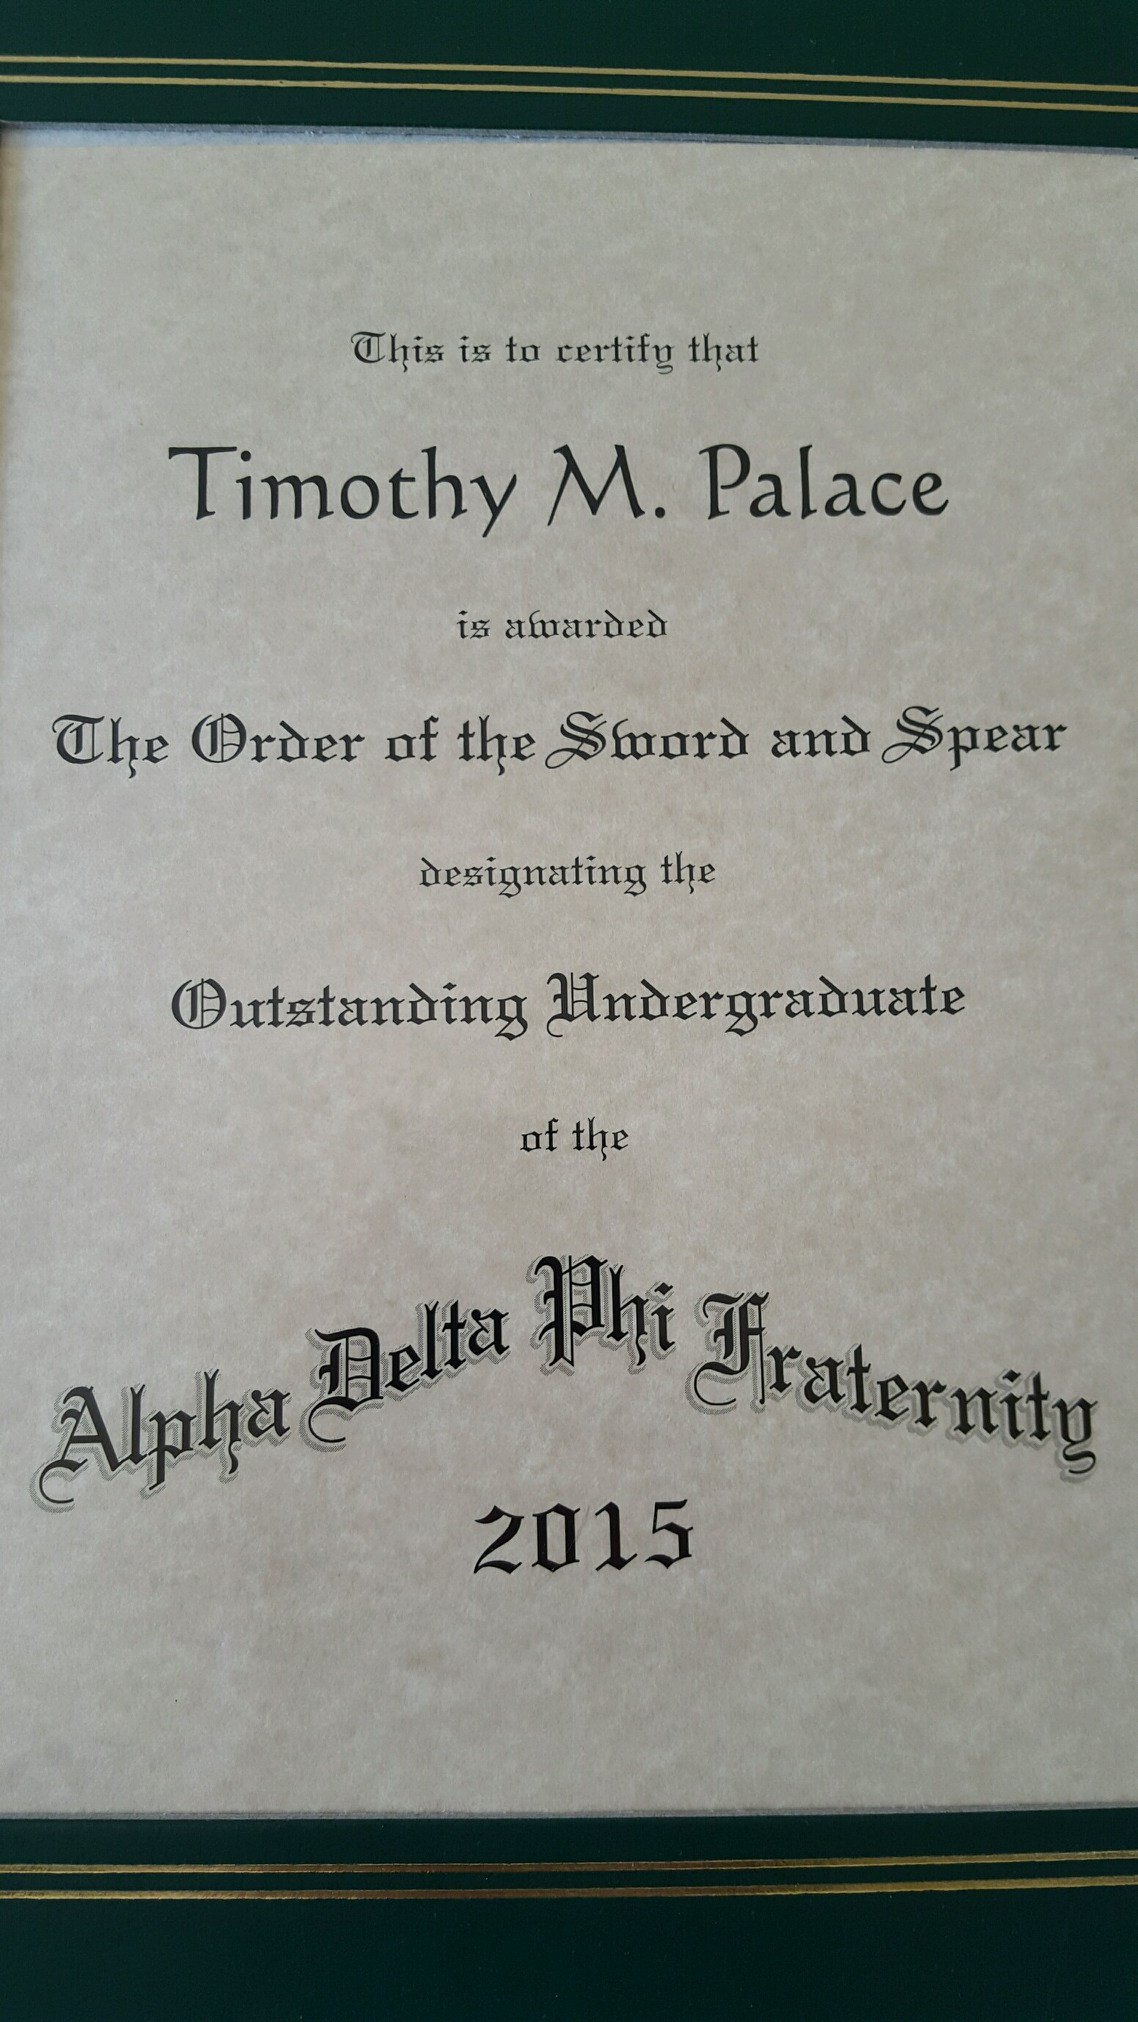 This is to certify that
Timothy M. Palace
is awarded
The Order of the Sword and Spear
designating the
Outstanding Undergraduate
of the
Alpha Delta Phi Fraternity
2015